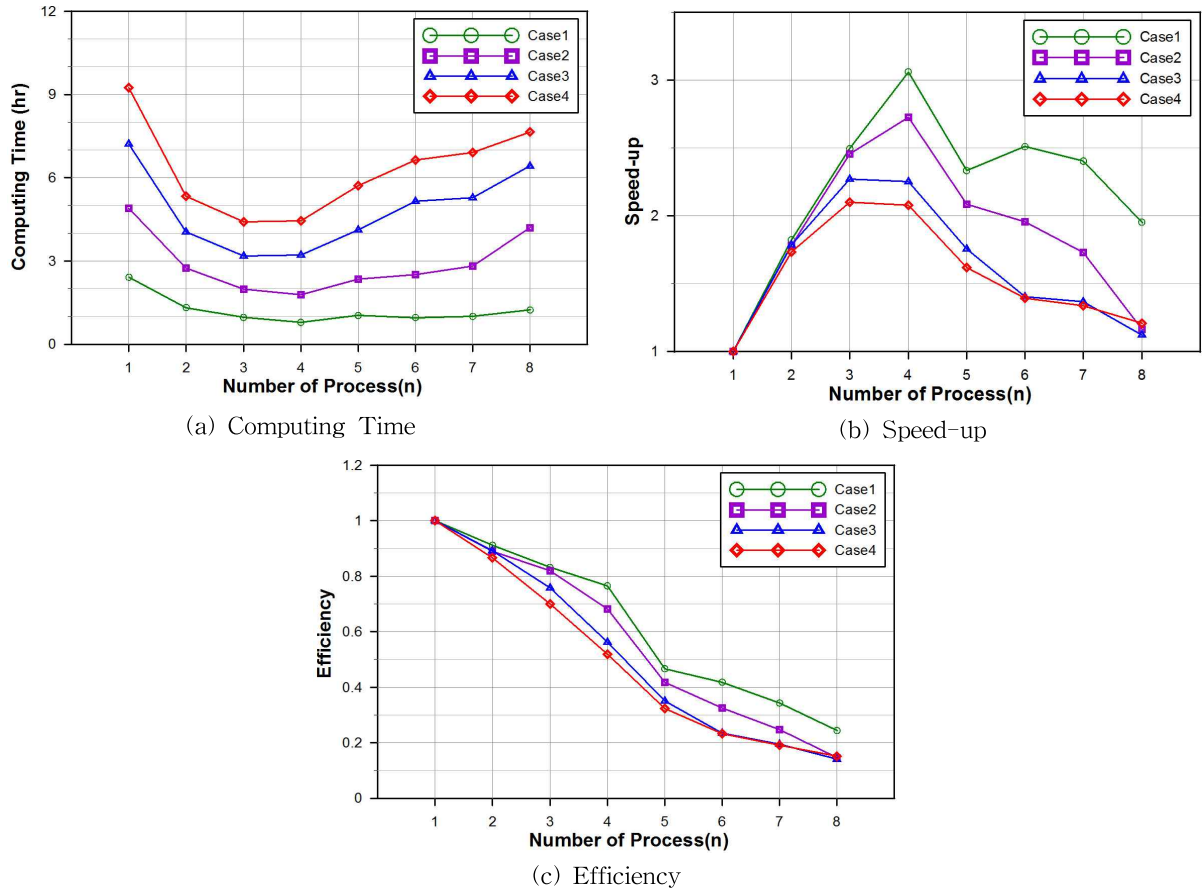 12
9
6
3
0
Computing Time (hr)
Case1
Case2
Case3
Case4
1 2 3 4 5 6 7 8
Number of Process(n)
(a) Computing Time
3
2
1
Speed-up
Case1
Case2
Case3
Case4
1 2 3 4 5 6 7 8
Number of Process(n)
(b) Speed-up
1.2
1
0.8
0.6
0.4
0.2
0
Efficiency
Case1
Case2
Case3
Case4
1 2 3 4 5 6 7 8
Number of Process(n)
(c) Efficiency